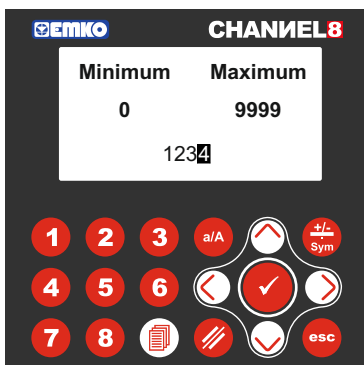 EMKO CHANNEL8
Minimum Maximum
0 9999
1234
1 2 3 a/A +/- Sym
4 5 6
7 8 esc